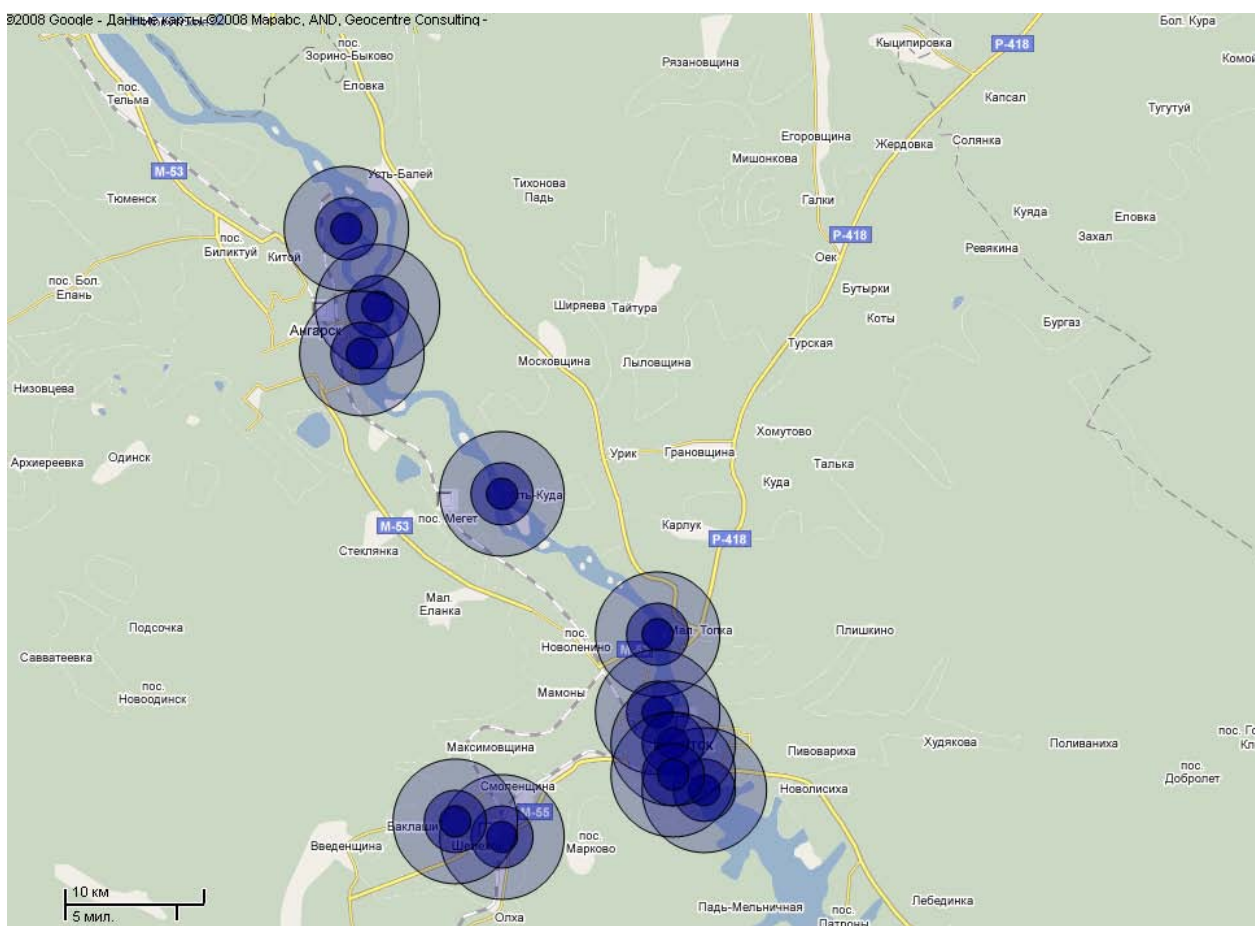 ©2008 Google - Данные карты ©2008 Mapabc, AND, Geocentre Consulting -
Бол. Кура
пос.
Зорино-Быково
Кыципировка
Р-418
Рязановщина
Еловка
пос.
Тельма
Капсал
Тугутуй
Егоровщина
Жердовка
Солянка
Мишонкова
М-53
Усть-Балей
Тихонова
Падь
Тюменск
Галки
Куяда
Еловка
Захал
Р-418
пос.
Биликтуй
Китой
Оек
Ревякина
пос. Бол.
Елань
Бутырки
Ширяева
Тайтура
Коты
Бургаз
Ангарск
Турская
Московщина
Лыловщина
Низовцева
Хомутово
Урик
Грановщина
Архиереевка
Одинск
Талька
Куда
пос. Мегет
М-53
Карлук
Р-418
Стеклянка
Мал.
Еланка
Подсочка
Плишкино
пос.
Новоленино
Савватеевка
пос.
Новоодинск
Мамоны
Максимовщина
Пивовариха
Худякова
Поливаниха
пос.
Добролет
Смоленщина
Новолисиха
М-55
Баклаши
Введенщина
пос.
Марково
10 км
5 мил.
Олха
Падь-Мельничная
пос.
Патроны
Лебединка